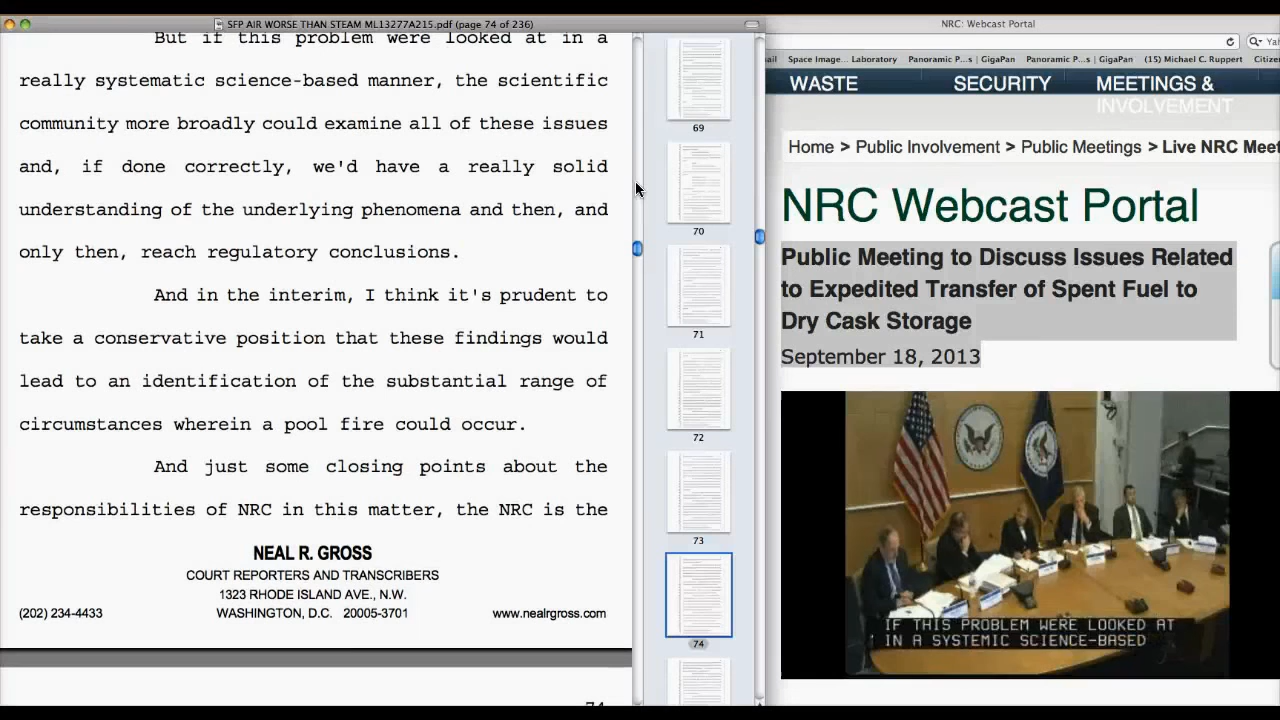 SFP AIR WORSE THAN STEAM ML13277A215.pdf (page 74 of 236)
But if this problem were looked at in a
really systematic science-based manner, the scientific
community more broadly could examine all of these issues
and, if done correctly, we'd have a really solid
understanding of the underlying phenomena and then, and
only then, reach regulatory conclusions.
And in the interim, I think it's prudent to
take a conservative position that these findings would
lead to an identification of the substantial range of
circumstances wherein a pool fire could occur.
And just some closing points about the
responsibilities of NRC in this matter, the NRC is the
NEAL R. GROSS
COURT REPORTERS AND TRANSCRIBE
1323 RHODE ISLAND AVE., N.W.
(202) 234-4433 WASHINGTON, D.C. 20005-3701 www.nealrgross.com
69
70
71
72
73
74
NRC: Webcast Portal
Space Image... Laboratory Panoramic P...s | GigaPan Panoramic P...s | GigaPan (15) Michael C. Ruppert
WASTE SECURITY MEETINGS &
INVOLVEMENT
Home > Public Involvement > Public Meetings > Live NRC Meet
NRC Webcast Portal
Public Meeting to Discuss Issues Related
to Expedited Transfer of Spent Fuel to
Dry Cask Storage
September 18, 2013
IF THIS PROBLEM WERE LOOKED AT
IN A SYSTEMIC SCIENCE-BASED